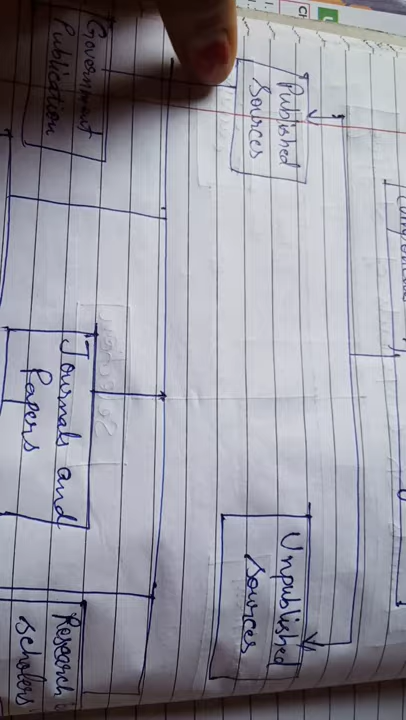 Published
Sources
Unpublished
Sources
Government
Publication
Journals and
Papers
Research
Scholars